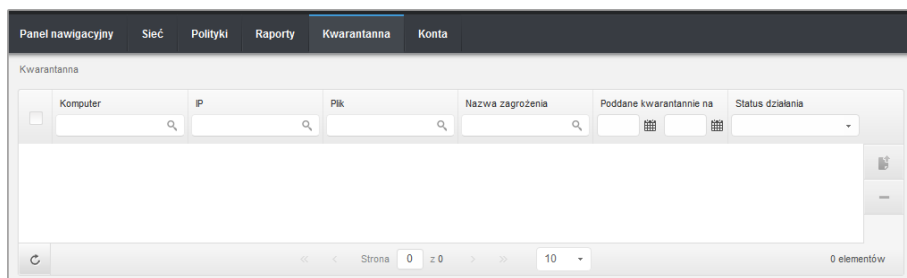 Panel nawigacyjny Sieć Polityki Raporty Kwarantanna Konta
Kwarantanna
Komputer IP Plik Nazwa zagrożenia Poddane kwarantannie na Status działania
Strona 0 z 0 10 0 elementów